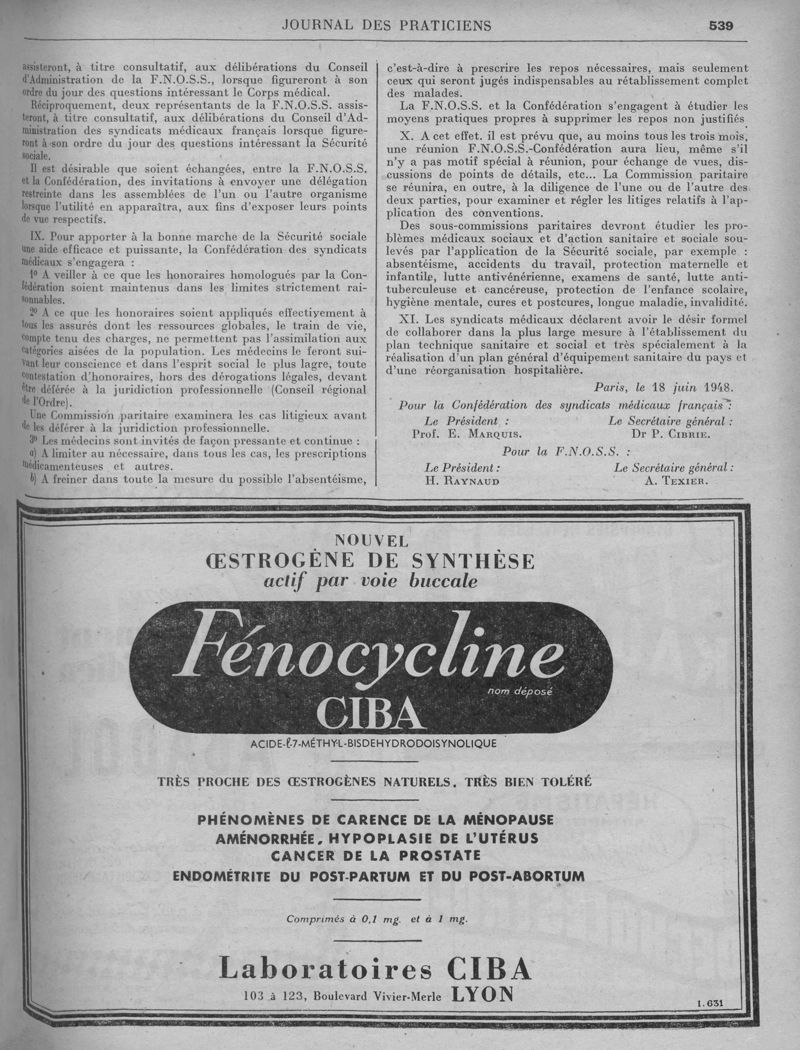 JOURNAL DES PRATICIENS 539
assisteront, à titre consultatif, aux délibérations du Conseil
d'Administration de la F.N.O.S.S., lorsque figureront à son
ordre du jour des questions intéressant le Corps médical.
Réciproquement, deux représentants de la F.N.O.S.S. assis-
teront, à titre consultatif, aux délibérations du Conseil d'Ad-
ministration des syndicats médicaux français lorsque figure-
ront à son ordre du jour des questions intéressant la Sécurité
sociale.
Il est désirable que soient échangées, entre la F.N.O.S.S.
et la Confédération, des invitations à envoyer une délégation
restreinte dans les assemblées de l'un ou l'autre organisme
lorsque l'utilité en apparaîtra, aux fins d'exposer leurs points
de vue respectifs.
IX. Pour apporter à la bonne marche de la Sécurité sociale
une aide efficace et puissante, la Confédération des syndicats
médicaux s'engagera :
1º A veiller à ce que les honoraires homologués par la Con-
fédération soient maintenus dans les limites strictement rai-
sonnables.
2º A ce que les honoraires soient appliqués effectivement à
tous les assurés dont les ressources globales, le train de vie,
compte tenu des charges, ne permettent pas l'assimilation aux
catégories aisées de la population. Les médecins le feront sui-
vant leur conscience et dans l'esprit social le plus lagre, toute
contestation d'honoraires, hors des dérogations légales, devant
être déférée à la juridiction professionnelle (Conseil régional
de l'Ordre).
Une Commission paritaire examinera les cas litigieux avant
de les déférer à la juridiction professionnelle.
3º Les médecins sont invités de façon pressante et continue :
a) A limiter au nécessaire, dans tous les cas, les prescriptions
médicamenteuses et autres.
b) A freiner dans toute la mesure du possible l'absentéisme,
c'est-à-dire à prescrire les repos nécessaires, mais seulement
ceux qui seront jugés indispensables au rétablissement complet
des malades.
La F.N.O.S.S. et la Confédération s'engagent à étudier les
moyens pratiques propres à supprimer les repos non justifiés
X. A cet effet. il est prévu que, au moins tous les trois mois,
une réunion F.N.O.S.S.-Confédération aura lieu, même s'il
n'y a pas motif spécial à réunion, pour échange de vues, dis-
cussions de points de détails, etc... La Commission paritaire
se réunira, en outre, à la diligence de l'une ou de l'autre des
deux parties, pour examiner et régler les litiges relatifs à l'ap-
plication des conventions.
Des sous-commissions paritaires devront étudier les pro-
blèmes médicaux sociaux et d'action sanitaire et sociale sou-
levés par l'application de la Sécurité sociale, par exemple :
absentéisme, accidents du travail, protection maternelle et
infantile, lutte antivénérienne, examens de santé, lutte anti-
tuberculeuse et cancéreuse, protection de l'enfance scolaire,
hygiène mentale, cures et postcures, longue maladie, invalidité.
XI. Les syndicats médicaux déclarent avoir le désir formel
de collaborer dans la plus large mesure à l'établissement du
plan technique sanitaire et social et très spécialement à la
réalisation d'un plan général d'équipement sanitaire du pays et
d'une réorganisation hospitalière.
Paris, le 18 juin 1948.
Pour la Confédération des syndicats médicaux français :
Le Président : Le Secrétaire général :
Prof. E. MARQUIS. Dr P. CIBRIE.
Pour la F.N.O.S.S. :
Le Président : Le Secrétaire général :
H. RAYNAUD A. TEXIER.
NOUVEL
ŒSTROGÈNE DE SYNTHÈSE
actif par voie buccale
Fénocycline
nom déposé
CIBA
ACIDE-ℓ-7-MÉTHYL-BISDEHYDRODOISYNOLIQUE
TRÈS PROCHE DES ŒSTROGÈNES NATURELS. TRÈS BIEN TOLÉRÉ
PHÉNOMÈNES DE CARENCE DE LA MÉNOPAUSE
AMÉNORRHÉE, HYPOPLASIE DE L'UTÉRUS
CANCER DE LA PROSTATE
ENDOMÉTRITE DU POST-PARTUM ET DU POST-ABORTUM
Comprimés à 0,1 mg. et à 1 mg.
Laboratoires CIBA
103 à 123, Boulevard Vivier-Merle LYON
1.631